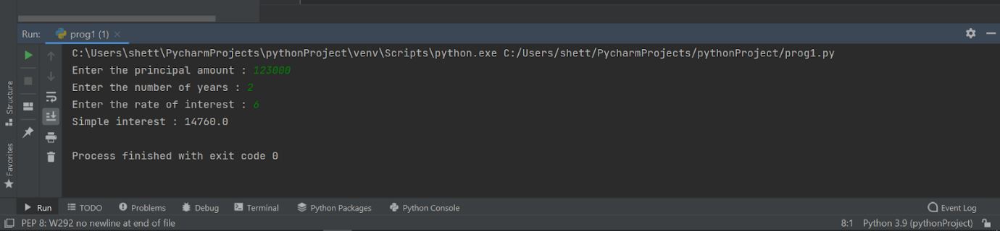 Run: prog1 (1)
C:\Users\shett\PycharmProjects\pythonProject\venv\Scripts\python.exe C:/Users/shett/PycharmProjects/pythonProject/prog1.py
Enter the principal amount : 123000
Enter the number of years : 2
Enter the rate of interest : 6
Simple interest : 14760.0
Process finished with exit code 0
Structure
Favorites
Run TODO Problems Debug Terminal Python Packages Python Console Event Log
PEP 8: W292 no newline at end of file 8:1 Python 3.9 (pythonProject)